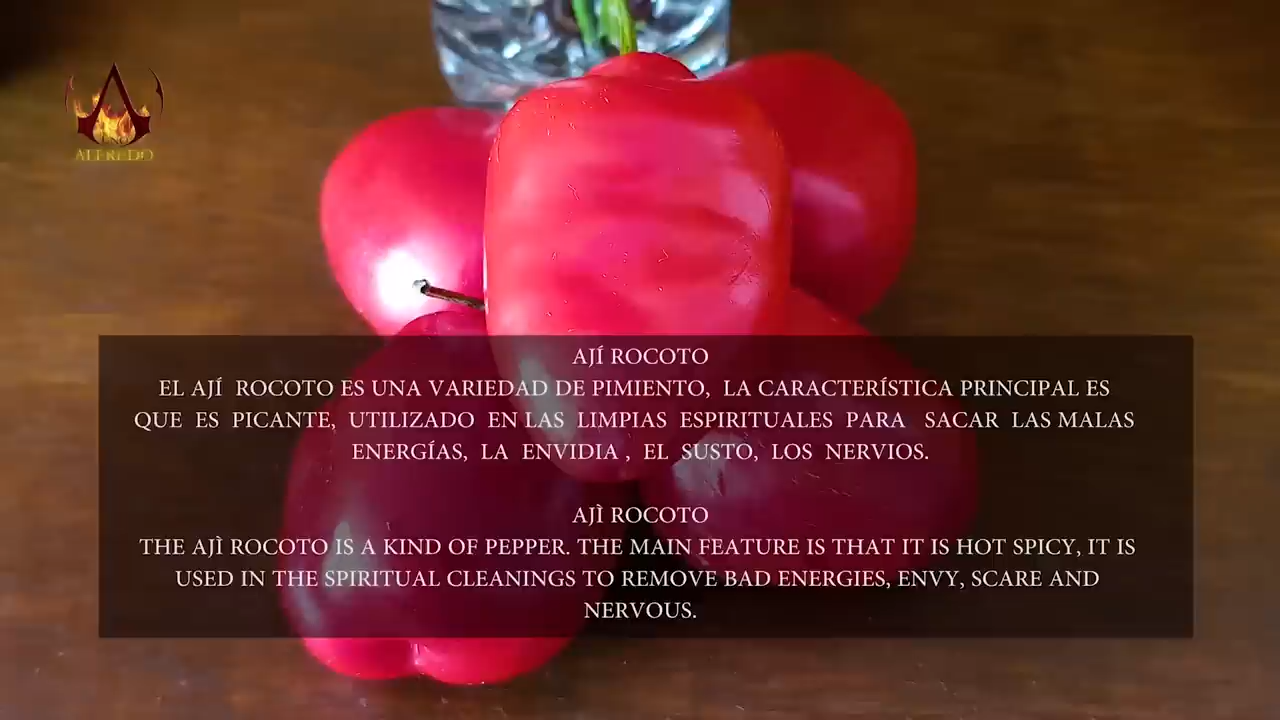 UNO
ALFREDO
AJÍ ROCOTO
EL AJÍ ROCOTO ES UNA VARIEDAD DE PIMIENTO, LA CARACTERÍSTICA PRINCIPAL ES
QUE ES PICANTE, UTILIZADO EN LAS LIMPIAS ESPIRITUALES PARA SACAR LAS MALAS
ENERGÍAS, LA ENVIDIA , EL SUSTO, LOS NERVIOS.
AJÌ ROCOTO
THE AJÌ ROCOTO IS A KIND OF PEPPER. THE MAIN FEATURE IS THAT IT IS HOT SPICY, IT IS
USED IN THE SPIRITUAL CLEANINGS TO REMOVE BAD ENERGIES, ENVY, SCARE AND
NERVOUS.